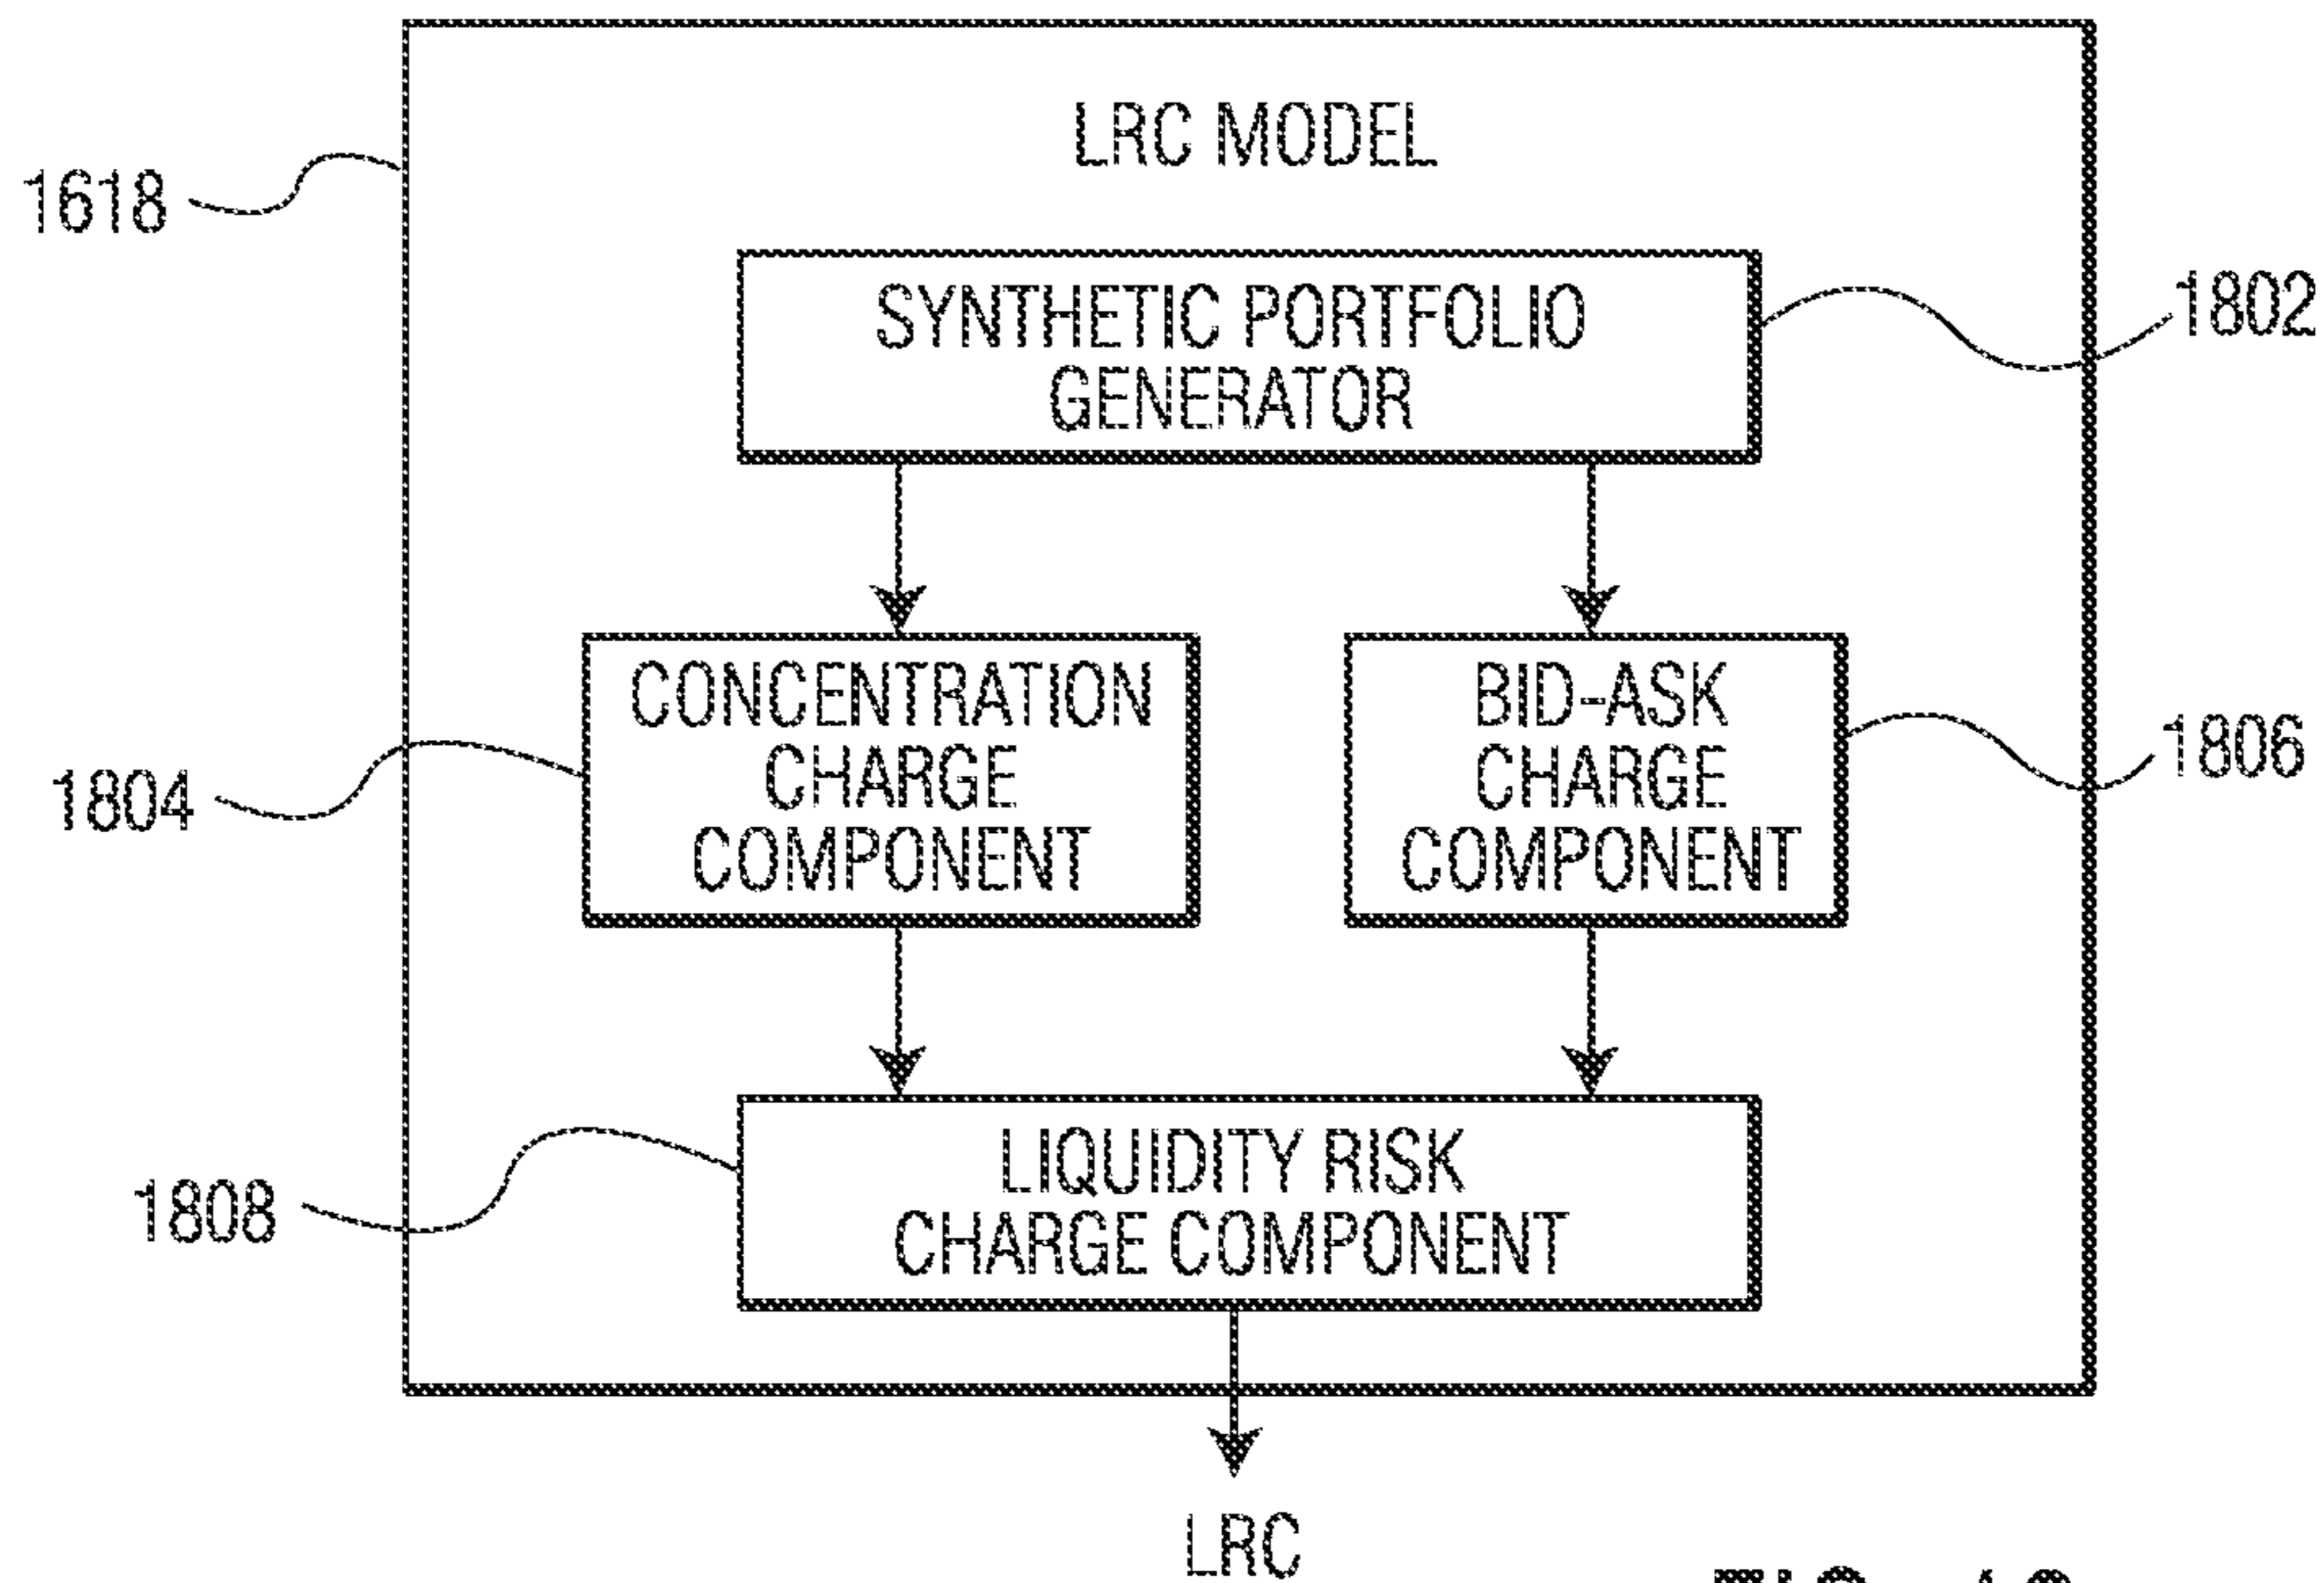 LRC MODEL
1618
SYNTHETIC PORTFOLIO
GENERATOR
1802
CONCENTRATION
CHARGE
COMPONENT
1804
BID-ASK
CHARGE
COMPONENT
1806
LIQUIDITY RISK
CHARGE COMPONENT
1808
LRC